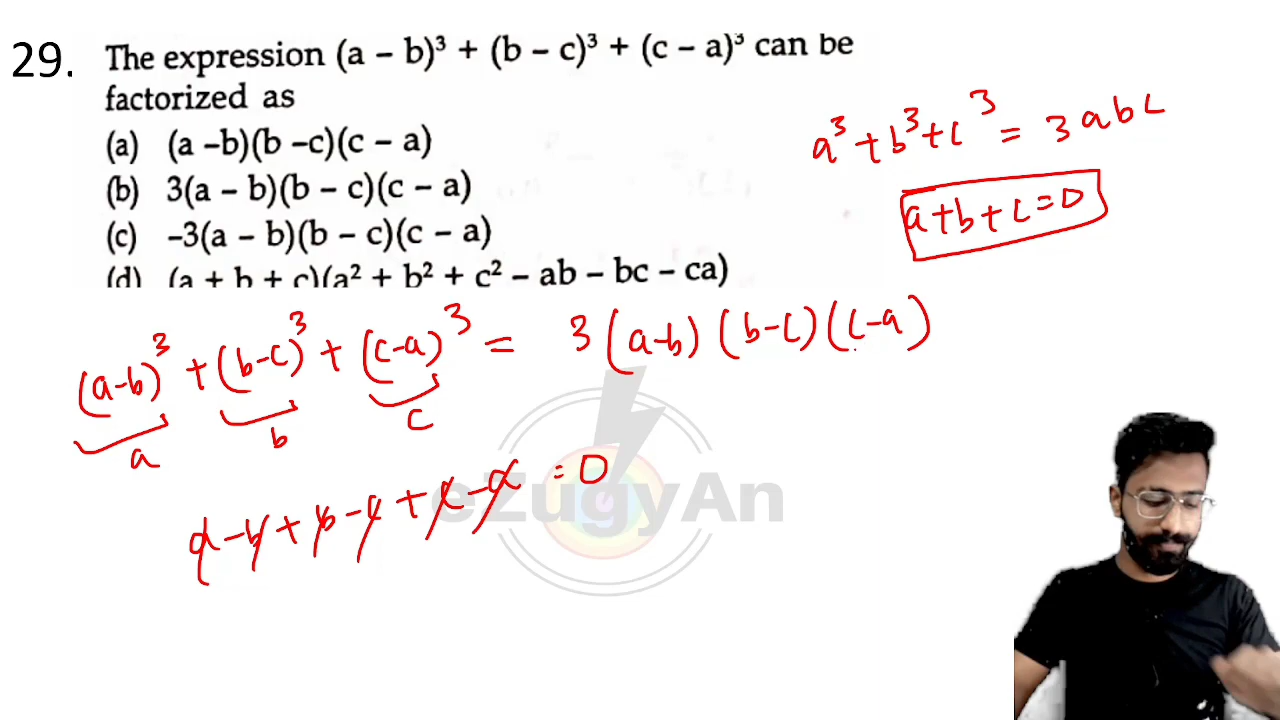 29. The expression (a – b)³ + (b – c)³ + (c – a)³ can be
factorized as
(a) (a –b)(b –c)(c – a)
(b) 3(a – b)(b – c)(c – a)
(c) –3(a – b)(b – c)(c – a)
(d) (a + b + c)(a² + b² + c² – ab – bc – ca)
a³ + b³ + c³ = 3abc
a+b+c=0
(a-b)³ + (b-c)³ + (c-a)³ = 3(a-b)(b-c)(c-a)
a b c
a-b+b-c+c-a = 0
eZugyAn